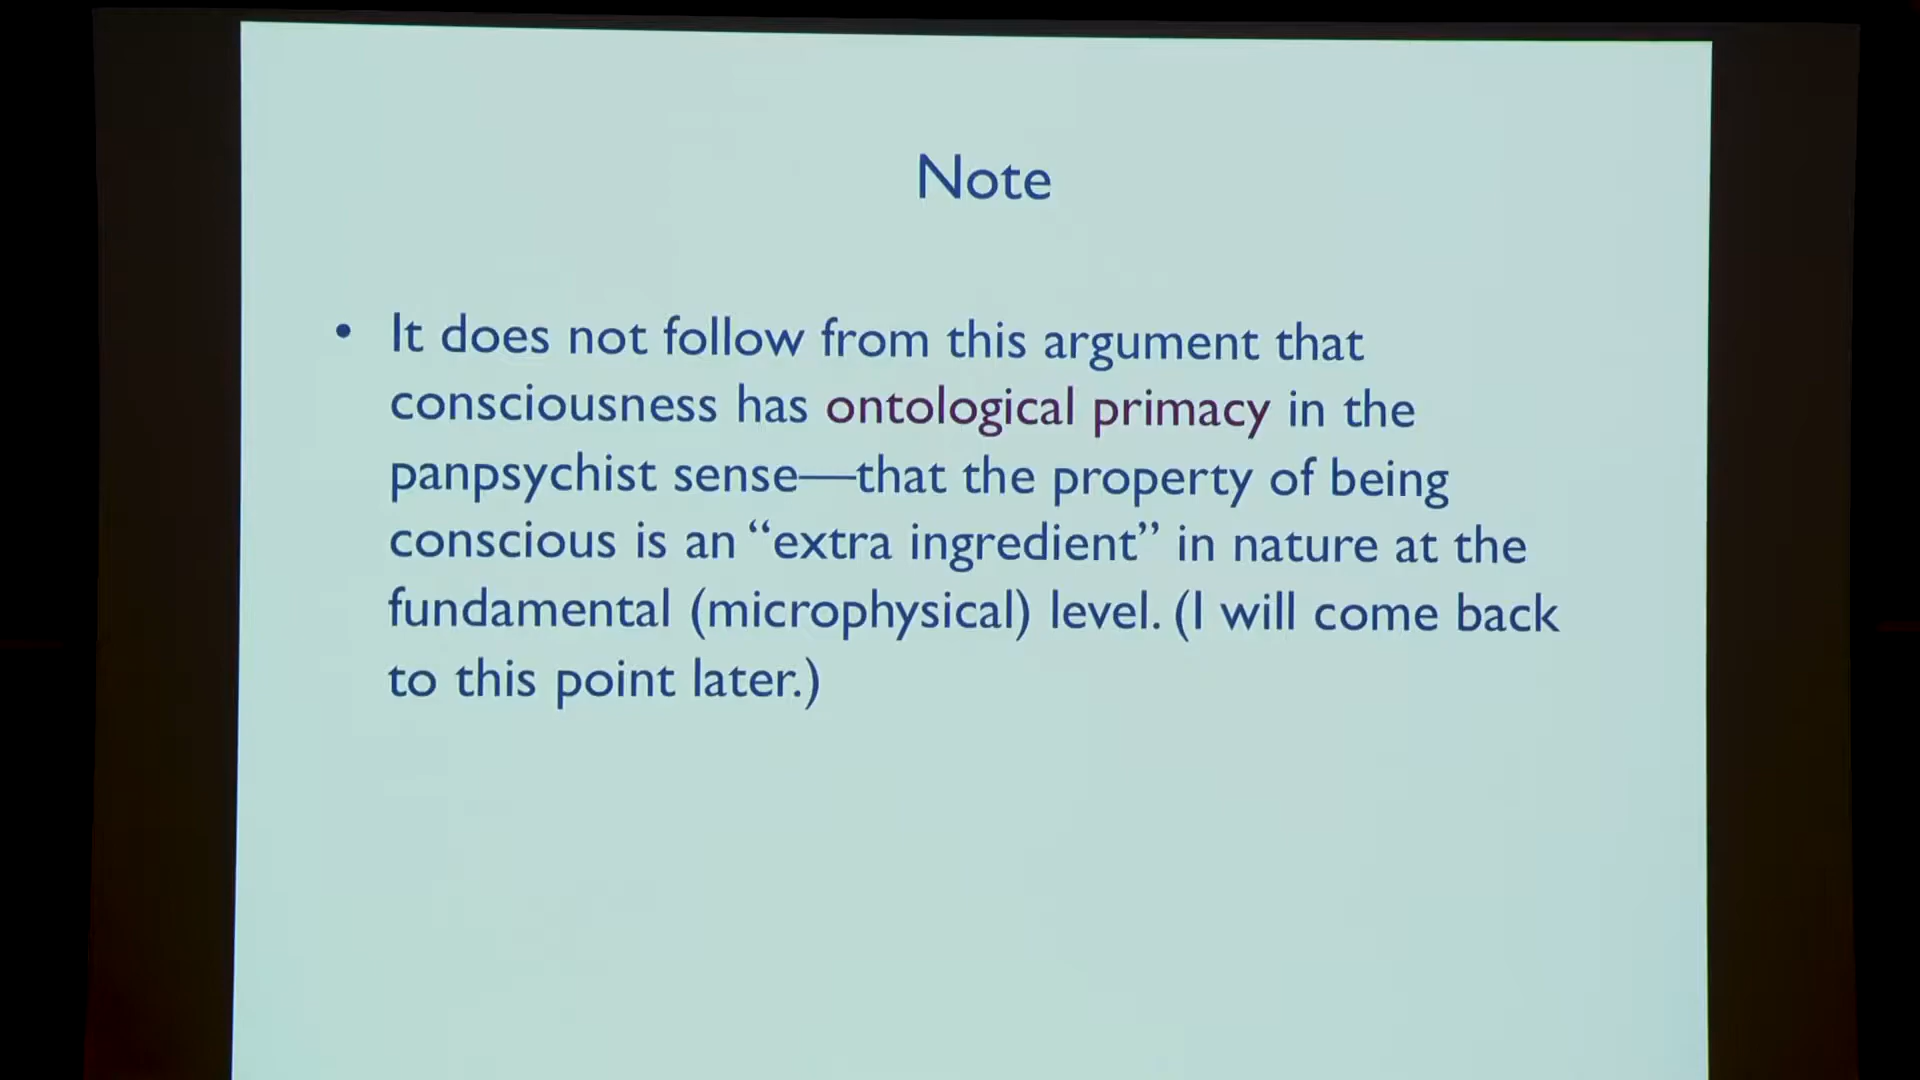 Note
• It does not follow from this argument that
consciousness has ontological primacy in the
panpsychist sense—that the property of being
conscious is an “extra ingredient” in nature at the
fundamental (microphysical) level. (I will come back
to this point later.)